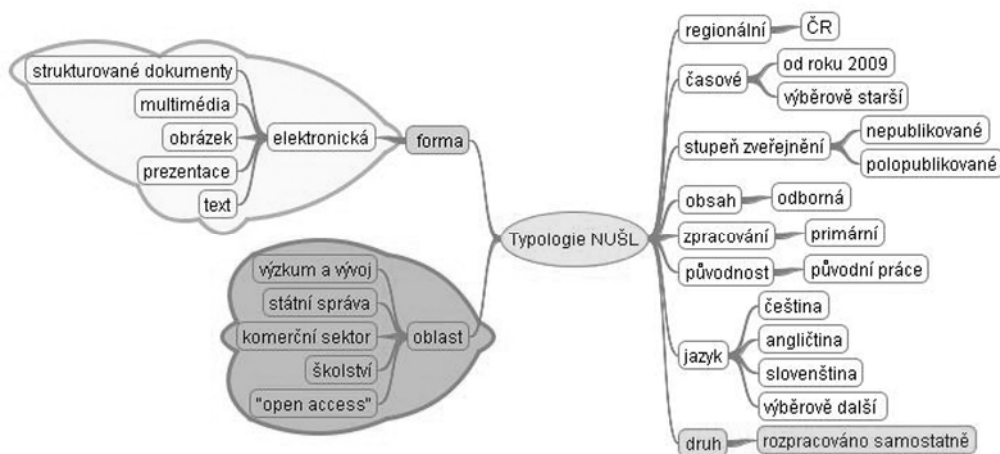 strukturované dokumenty
multimédia
obrázek
prezentace
text
elektronická
forma
výzkum a vývoj
státní správa
komerční sektor
školství
"open access"
oblast
Typologie NUŠL
regionální
ČR
časové
od roku 2009
výběrově starší
stupeň zveřejnění
nepublikované
polopublikované
obsah
odborná
zpracování
primární
původnost
původní práce
jazyk
čeština
angličtina
slovenština
výběrově další
druh
rozpracováno samostatně